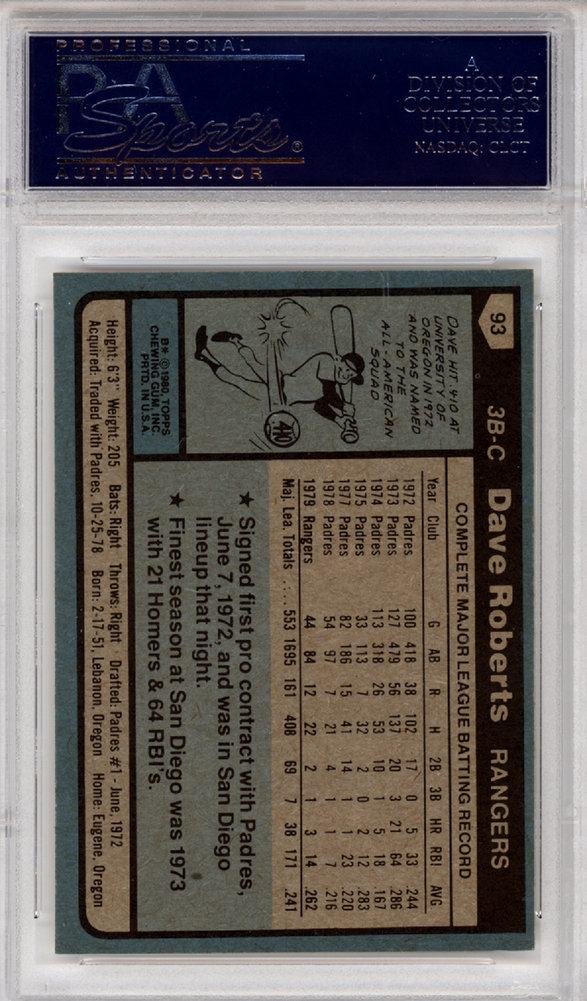 PROFESSIONAL
PSA
Sports®
AUTHENTICATOR
A
DIVISION OF
COLLECTORS
UNIVERSE
NASDAQ: CLCT
93
3B-C Dave Roberts RANGERS
DAVE HIT .410 AT
UNIVERSITY OF
OREGON IN 1972
AND WAS NAMED
TO THE
ALL-AMERICAN
SQUAD
.410
B* © 1980 TOPPS
CHEWING GUM, INC.
PRTD. IN U.S.A.
COMPLETE MAJOR LEAGUE BATTING RECORD
Year Club G AB R H 2B 3B HR RBI AVG
1972 Padres 100 418 38 102 17 0 5 33 .244
1973 Padres 127 479 56 137 20 3 21 64 .286
1974 Padres 113 318 26 53 10 1 5 18 .167
1975 Padres 33 113 7 32 2 0 2 12 .283
1977 Padres 82 186 15 41 14 1 1 23 .220
1978 Padres 54 97 7 21 4 1 1 7 .216
1979 Rangers 44 84 12 22 2 1 3 14 .262
Maj. Lea. Totals ..... 553 1695 161 408 69 7 38 171 .241
★ Signed first pro contract with Padres,
June 7, 1972, and was in San Diego
lineup that night.
★ Finest season at San Diego was 1973
with 21 Homers & 64 RBI's.
Height: 6'3" Weight: 205 Bats: Right Throws: Right Drafted: Padres #1 - June, 1972
Acquired: Traded with Padres, 10-25-78 Born: 2-17-51, Lebanon, Oregon Home: Eugene, Oregon